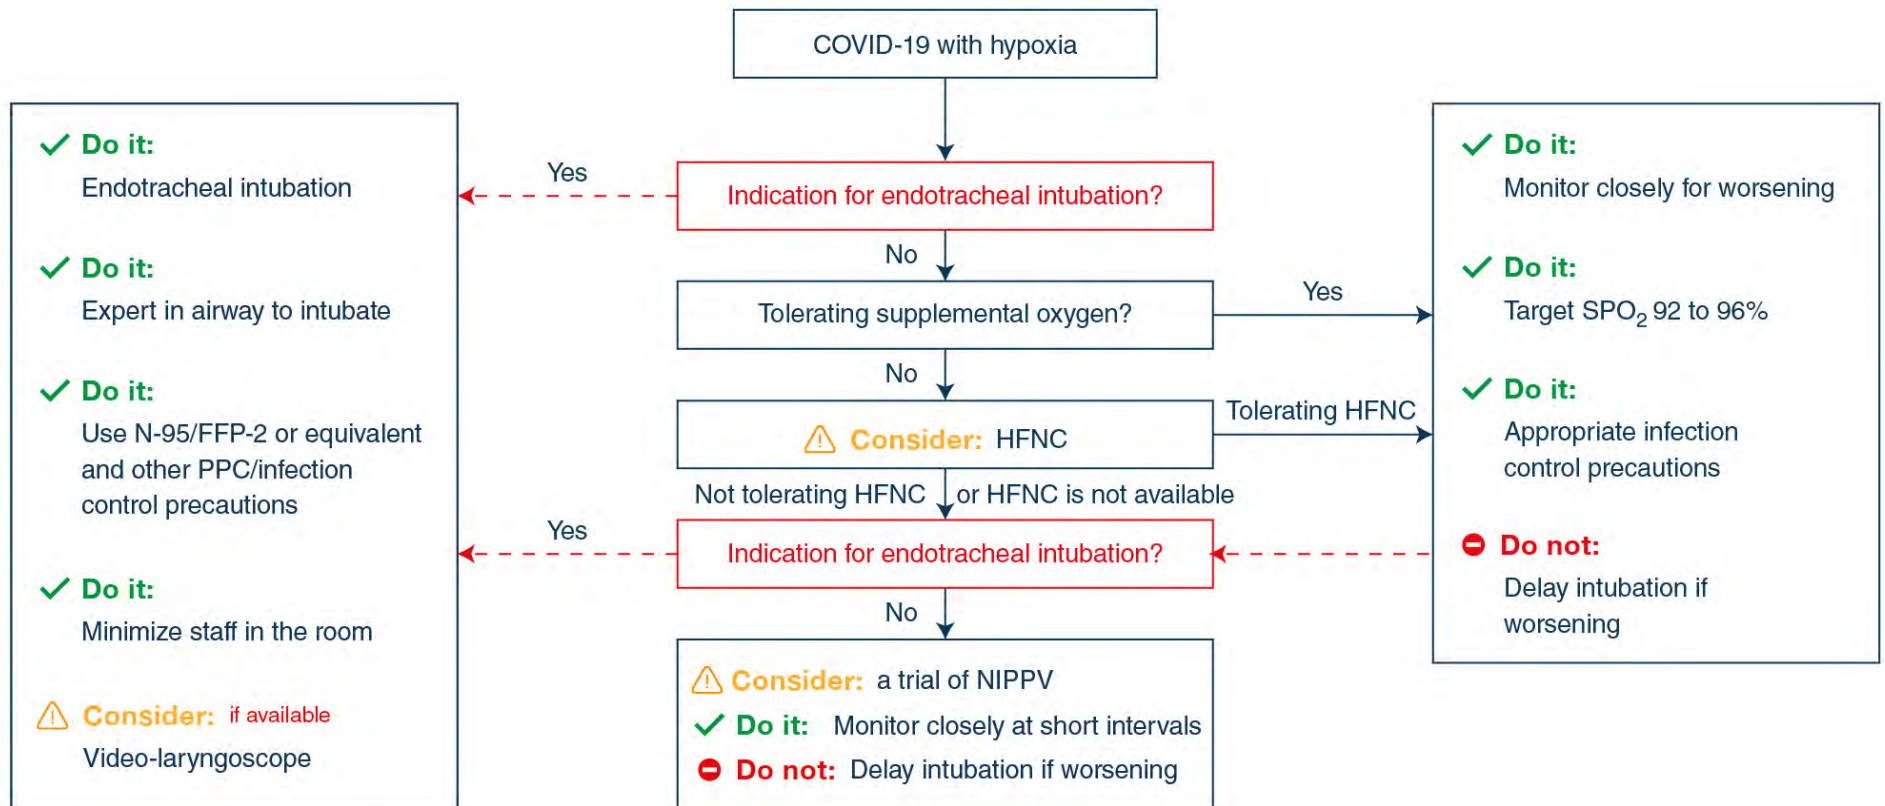 COVID-19 with hypoxia
Indication for endotracheal intubation?
Yes
No
Tolerating supplemental oxygen?
Yes
No
Consider: HFNC
Tolerating HFNC
Not tolerating HFNC or HFNC is not available
Indication for endotracheal intubation?
Yes
No
Consider: a trial of NIPPV
Do it: Monitor closely at short intervals
Do not: Delay intubation if worsening
Do it:
Endotracheal intubation
Do it:
Expert in airway to intubate
Do it:
Use N-95/FFP-2 or equivalent
and other PPC/infection
control precautions
Do it:
Minimize staff in the room
Consider: if available
Video-laryngoscope
Do it:
Monitor closely for worsening
Do it:
Target SPO₂ 92 to 96%
Do it:
Appropriate infection
control precautions
Do not:
Delay intubation if
worsening